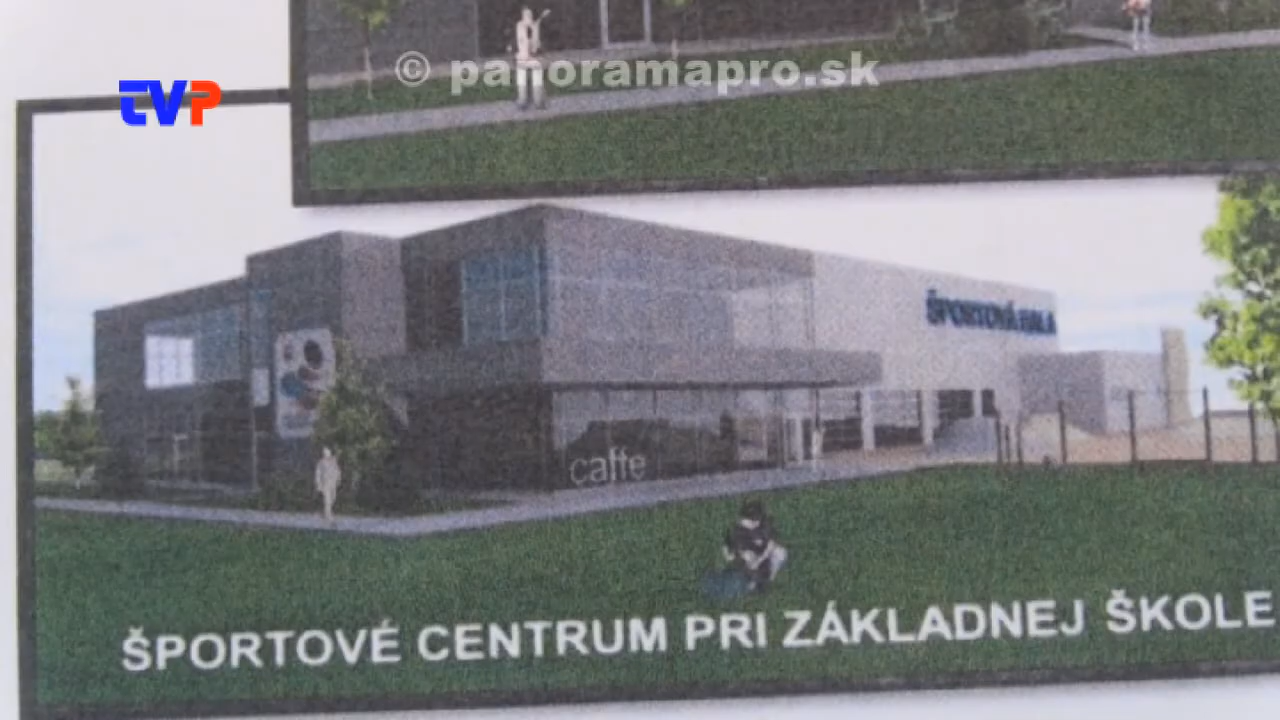 © panoramapro.sk
TVP
ŠPORTOVÁ HALA
caffe
ŠPORTOVÉ CENTRUM PRI ZÁKLADNEJ ŠKOLE